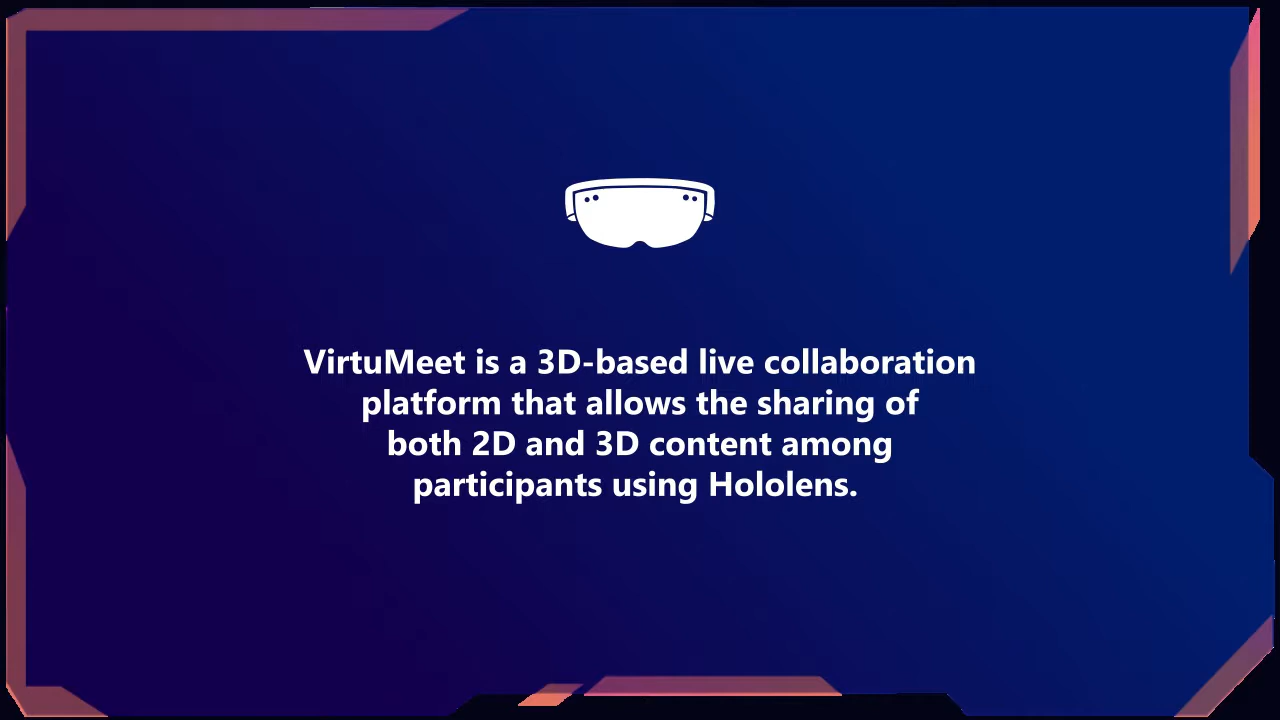 VirtuMeet is a 3D-based live collaboration
platform that allows the sharing of
both 2D and 3D content among
participants using Hololens.